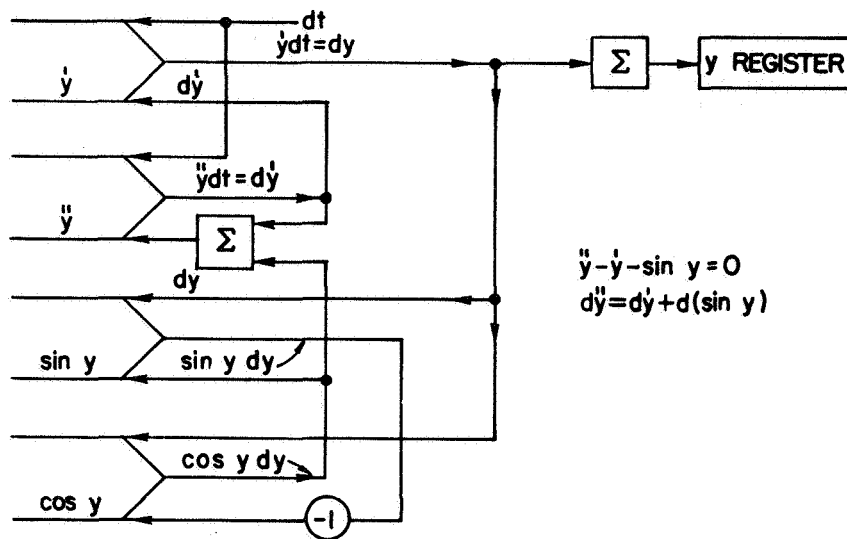 dt
ẏdt=dy
Σ
y REGISTER
ẏ
dẏ
ÿdt=dẏ
ÿ
Σ
dy
ÿ-ẏ-sin y=0
dÿ=dẏ+d(sin y)
sin y
sin y dy
cos y dy
cos y
-1